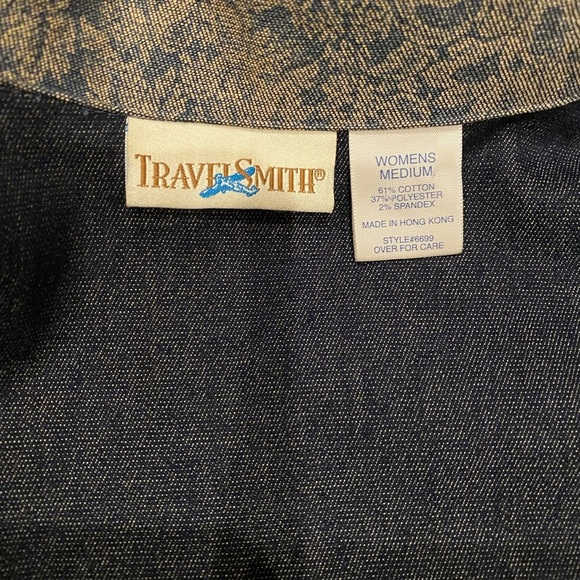 TRAVELSMITH®
WOMENS
MEDIUM
61% COTTON
37% POLYESTER
2% SPANDEX
MADE IN HONG KONG
STYLE#6699
OVER FOR CARE